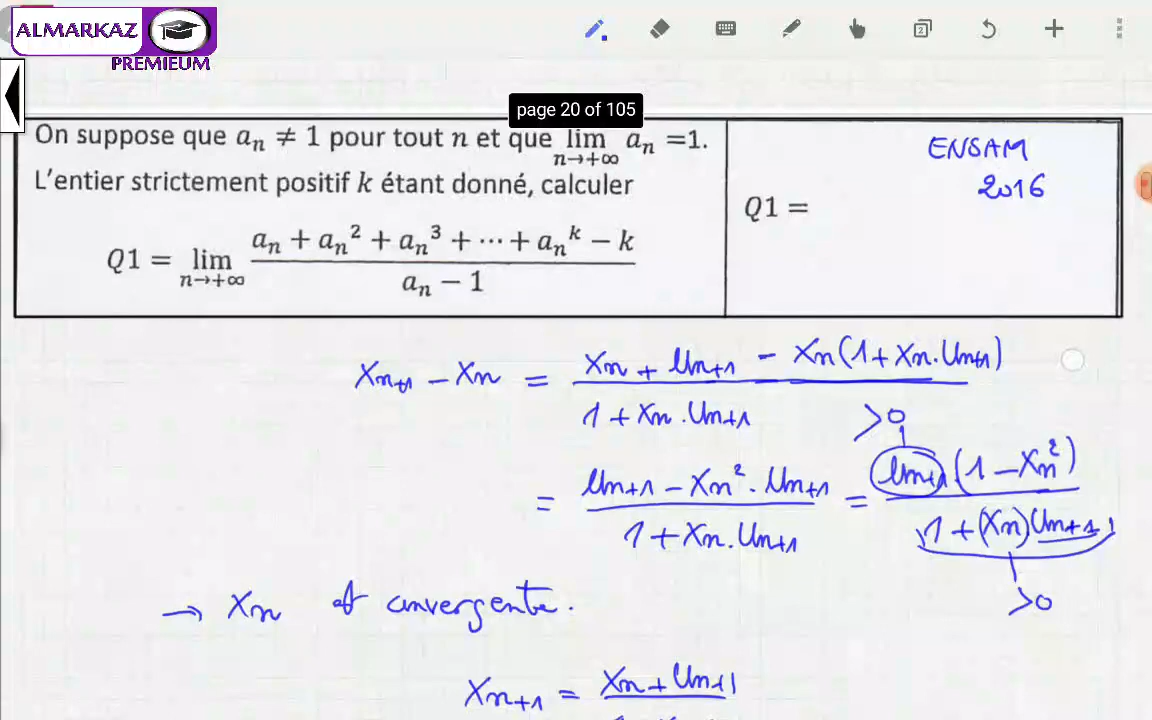 ALMARKAZ
PREMIEUM
2
page 20 of 105
On suppose que aₙ ≠ 1 pour tout n et que lim aₙ =1.
n→+∞
L'entier strictement positif k étant donné, calculer
Q1 = lim (aₙ + aₙ² + aₙ³ + ⋯ + aₙᵏ − k) / (aₙ − 1)
n→+∞
Q1 =
ENSAM
2016
Xn+1 − Xn = (Xn + Un+1 − Xn(1 + Xn.Un+1)) / (1 + Xn.Un+1)
>0
= (Un+1 − Xn².Un+1) / (1 + Xn.Un+1) = (Un+1(1 − Xn²)) / (1 + (Xn)Un+1)
>0
→ Xn et convergente.
Xn+1 = Xn + Un+1